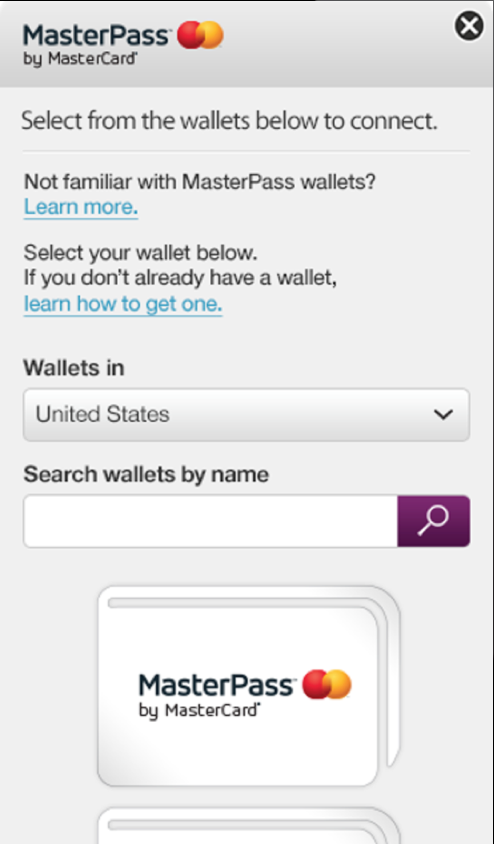 MasterPass™
by MasterCard®
Select from the wallets below to connect.
Not familiar with MasterPass wallets?
Learn more.
Select your wallet below.
If you don't already have a wallet,
learn how to get one.
Wallets in
United States
Search wallets by name
MasterPass™
by MasterCard®